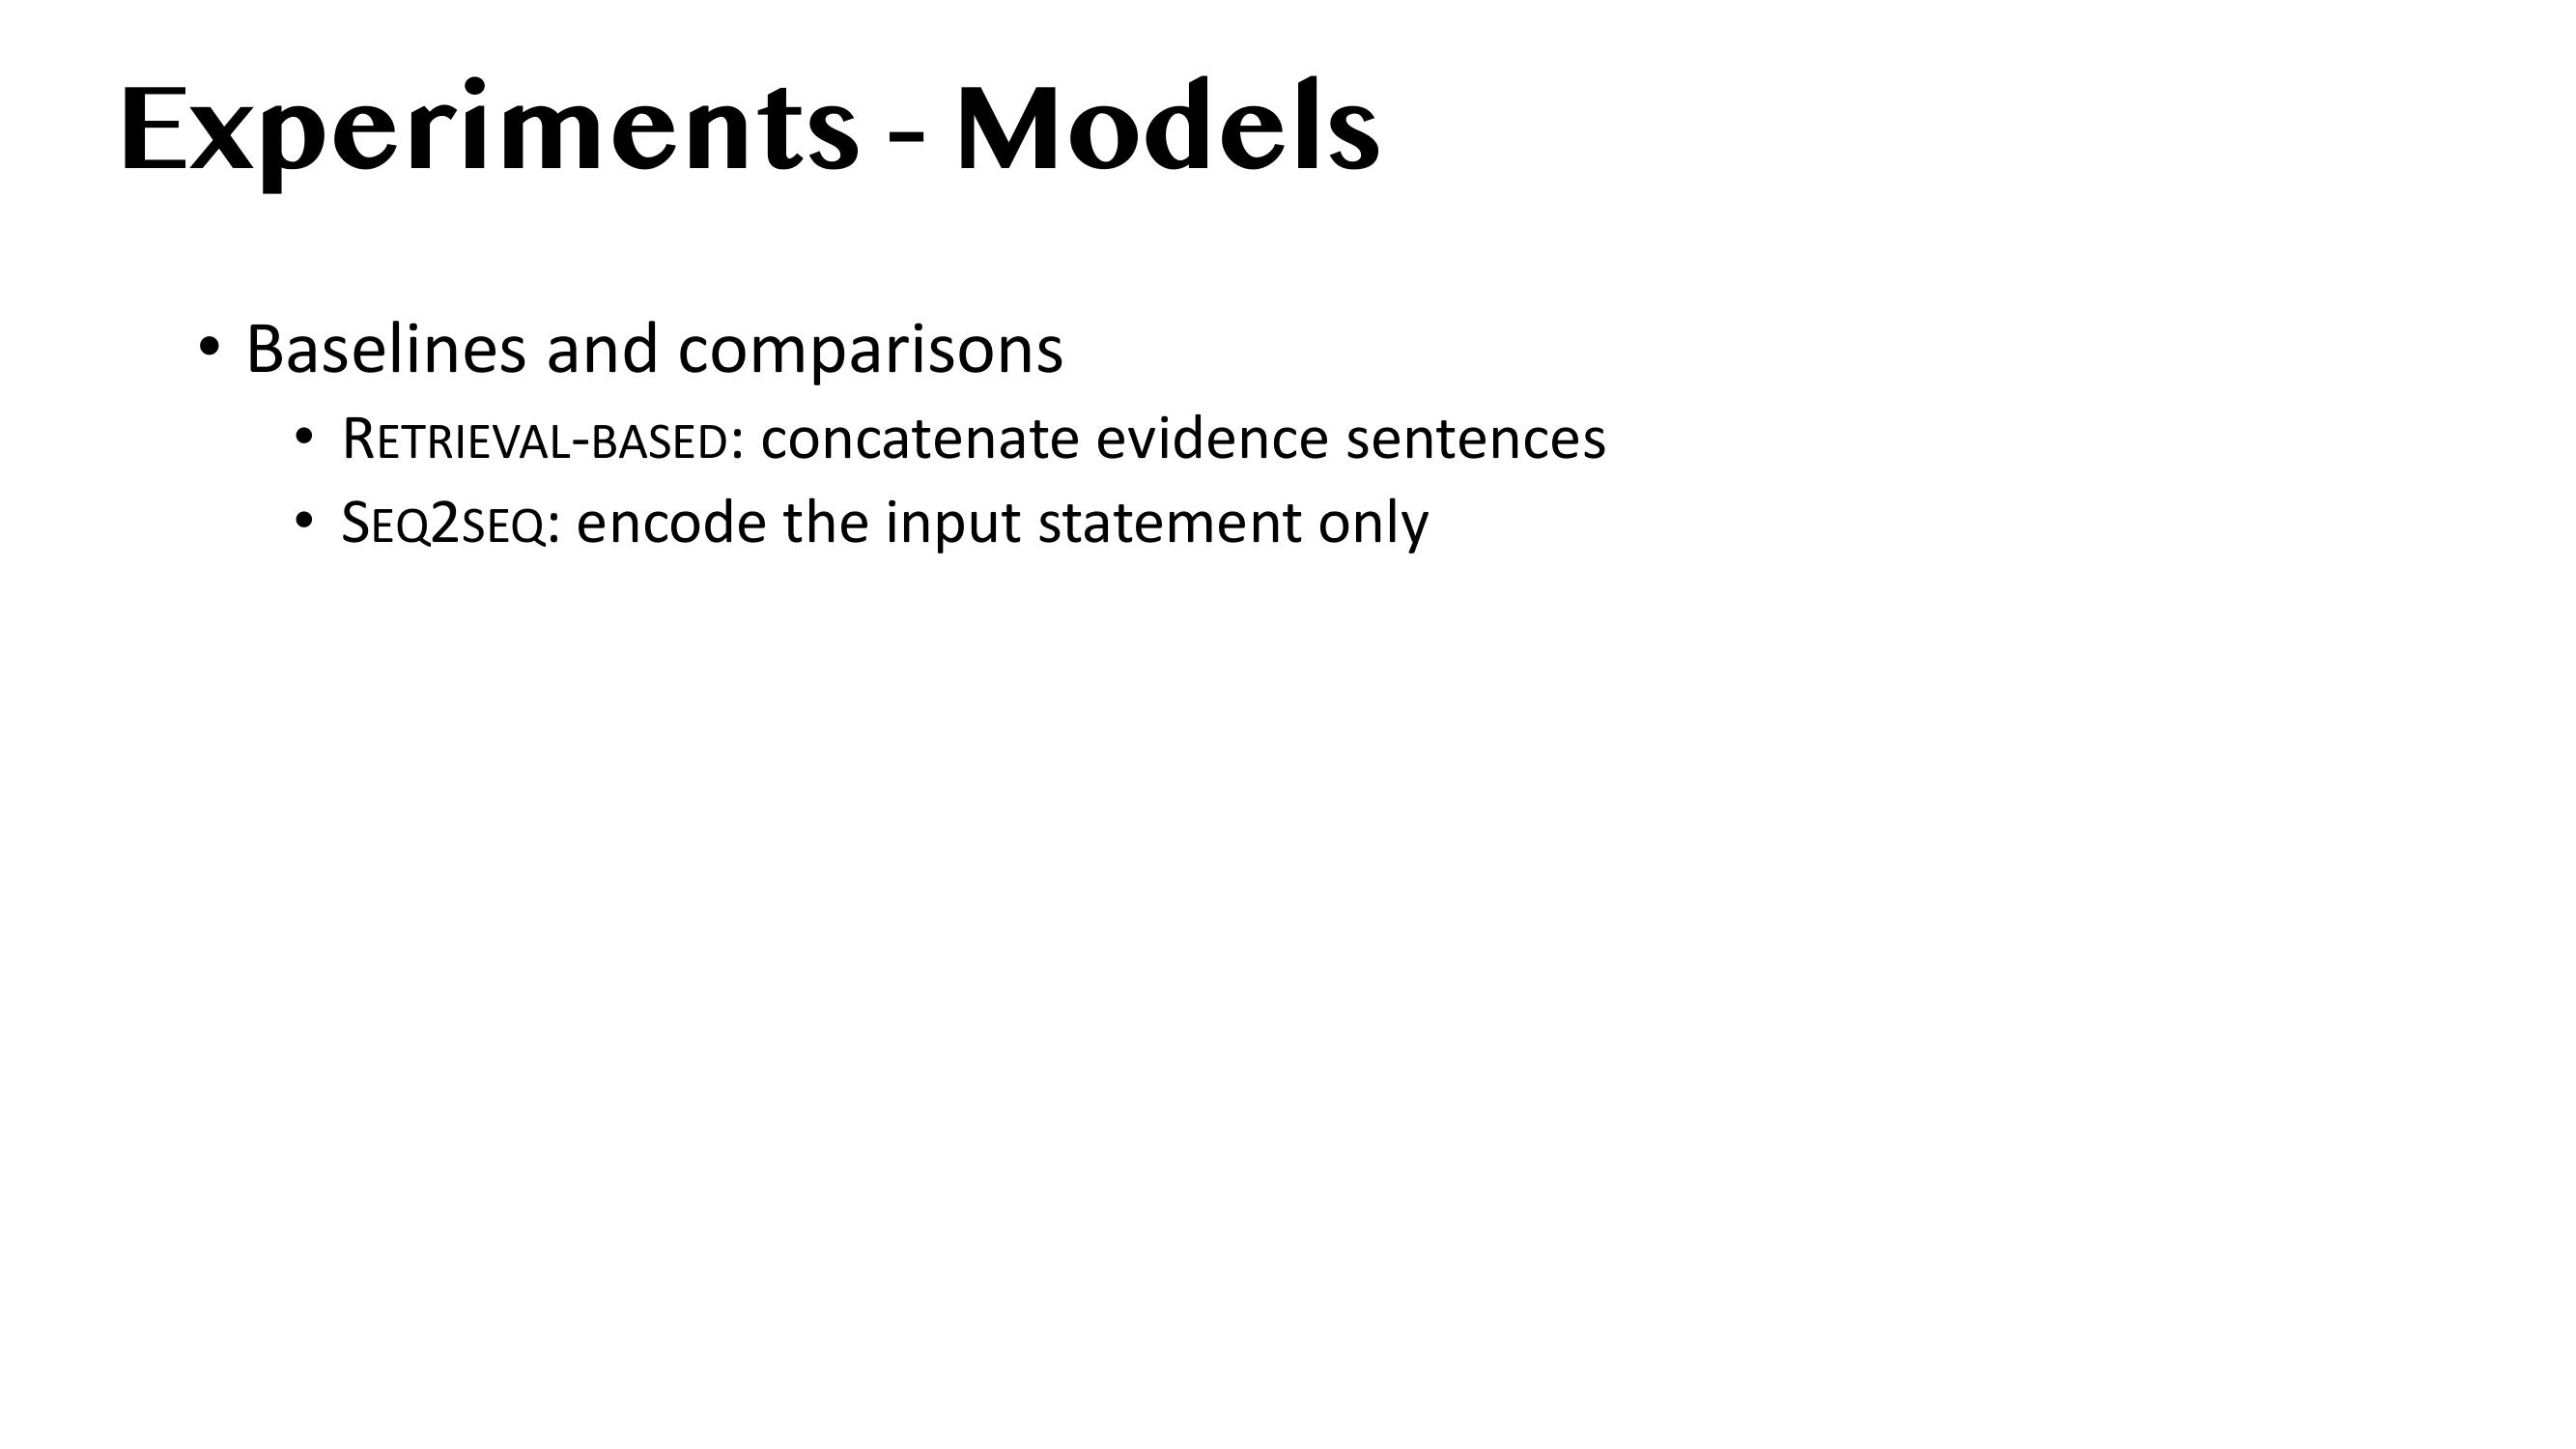 Experiments - Models
• Baselines and comparisons
• RETRIEVAL-BASED: concatenate evidence sentences
• SEQ2SEQ: encode the input statement only